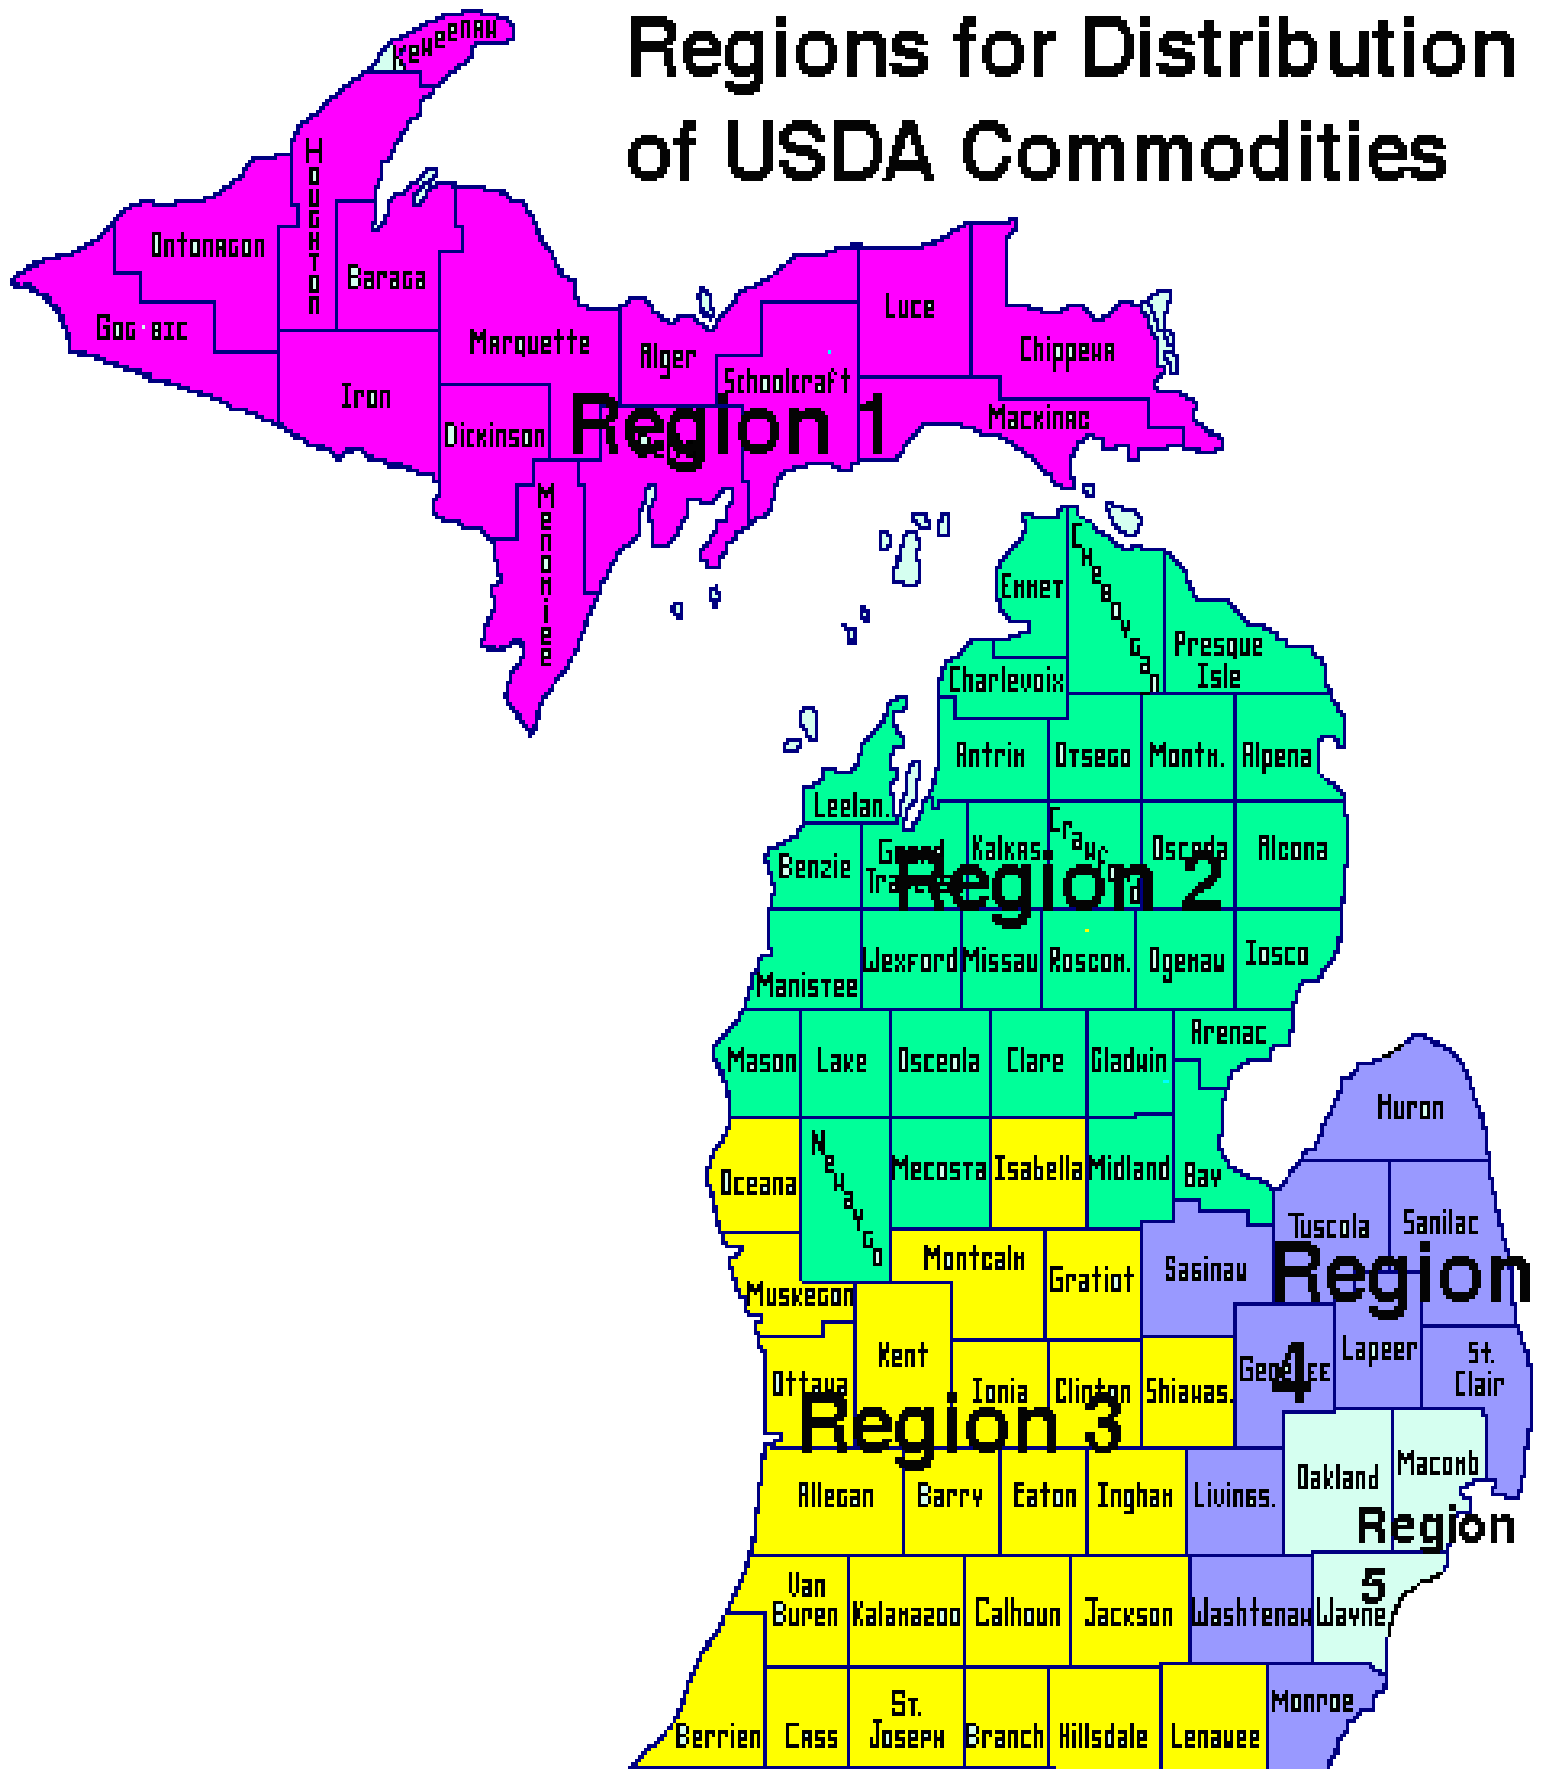 Regions for Distribution
of USDA Commodities
Keweenaw
Houghton
Ontonagon
Baraga
Gogebic
Marquette
Alger
Luce
Chippewa
Iron
Schoolcraft
Dickinson
Region 1
Mackinac
Menominee
Emmet
Cheboygan
Presque
Isle
Charlevoix
Antrim
Otsego
Montm.
Alpena
Leelan.
Benzie
Grand
Kalkas
Crawford
Oscoda
Alcona
Region 2
Manistee
Wexford
Missau
Roscom.
Ogemaw
Iosco
Arenac
Mason
Lake
Osceola
Clare
Gladwin
Huron
Oceana
Newaygo
Mecosta
Isabella
Midland
Bay
Tuscola
Sanilac
Montcalm
Gratiot
Saginaw
Region
4
Muskegon
Kent
Ottawa
Ionia
Clinton
Shiawas.
Genesee
Lapeer
St.
Clair
Region 3
Allegan
Barry
Eaton
Ingham
Livings.
Oakland
Macomb
Region
5
Van
Buren
Kalamazoo
Calhoun
Jackson
Washtenaw
Wayne
Berrien
Cass
St.
Joseph
Branch
Hillsdale
Lenawee
Monroe